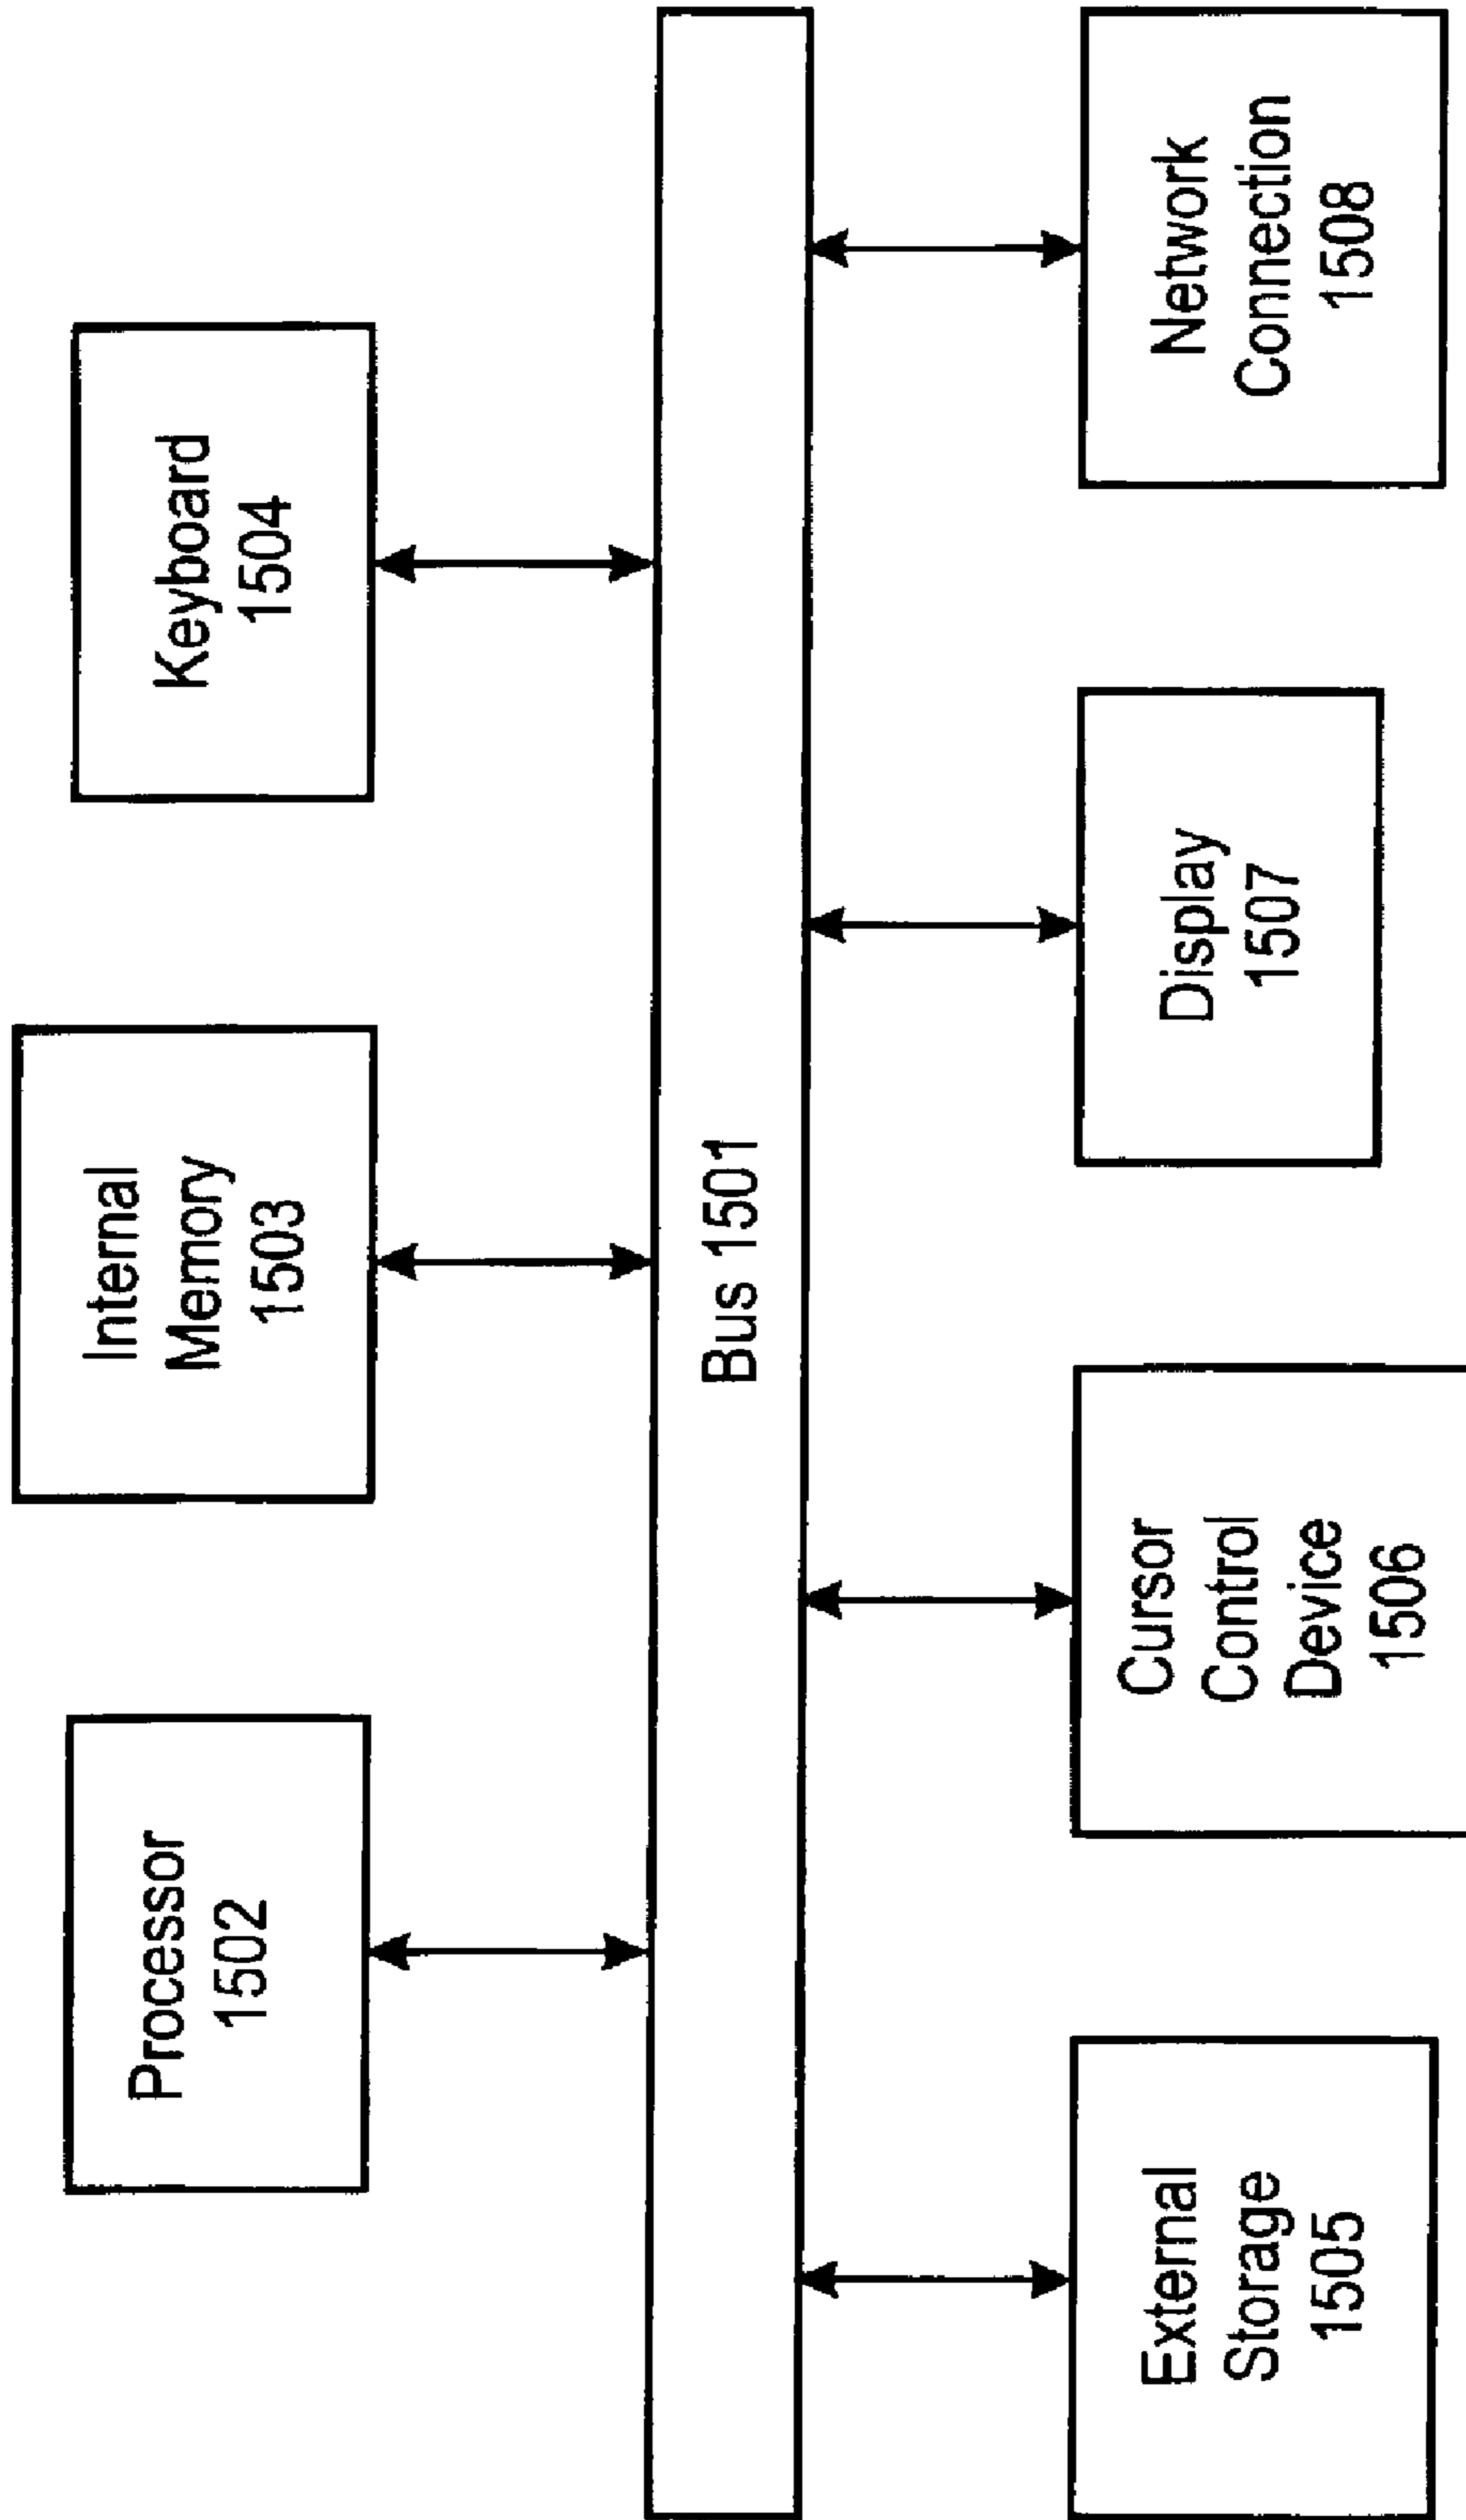 Processor
1502
Internal
Memory
1503
Keyboard
1504
Bus 1501
External
Storage
1505
Cursor
Control
Device
1506
Display
1507
Network
Connection
1508